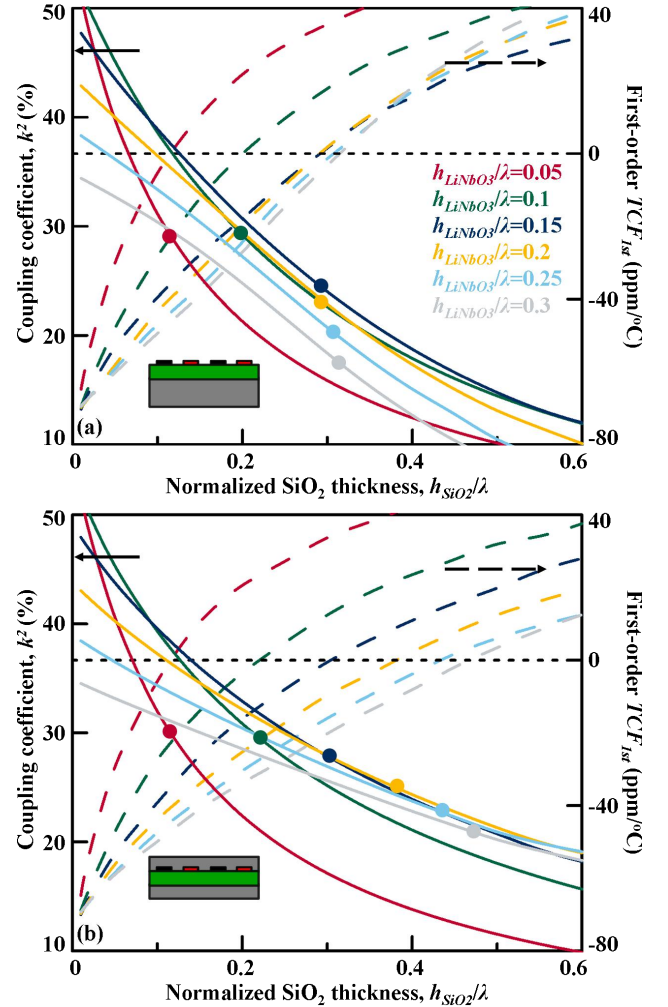 50
40
30
20
10
Coupling coefficient, k² (%)
40
0
-40
-80
First-order TCF1st (ppm/°C)
hLiNbO3/λ=0.05
hLiNbO3/λ=0.1
hLiNbO3/λ=0.15
hLiNbO3/λ=0.2
hLiNbO3/λ=0.25
hLiNbO3/λ=0.3
(a)
0 0.2 0.4 0.6
Normalized SiO₂ thickness, hSiO2/λ
50
40
30
20
10
Coupling coefficient, k² (%)
40
0
-40
-80
First-order TCF1st (ppm/°C)
(b)
0 0.2 0.4 0.6
Normalized SiO₂ thickness, hSiO2/λ